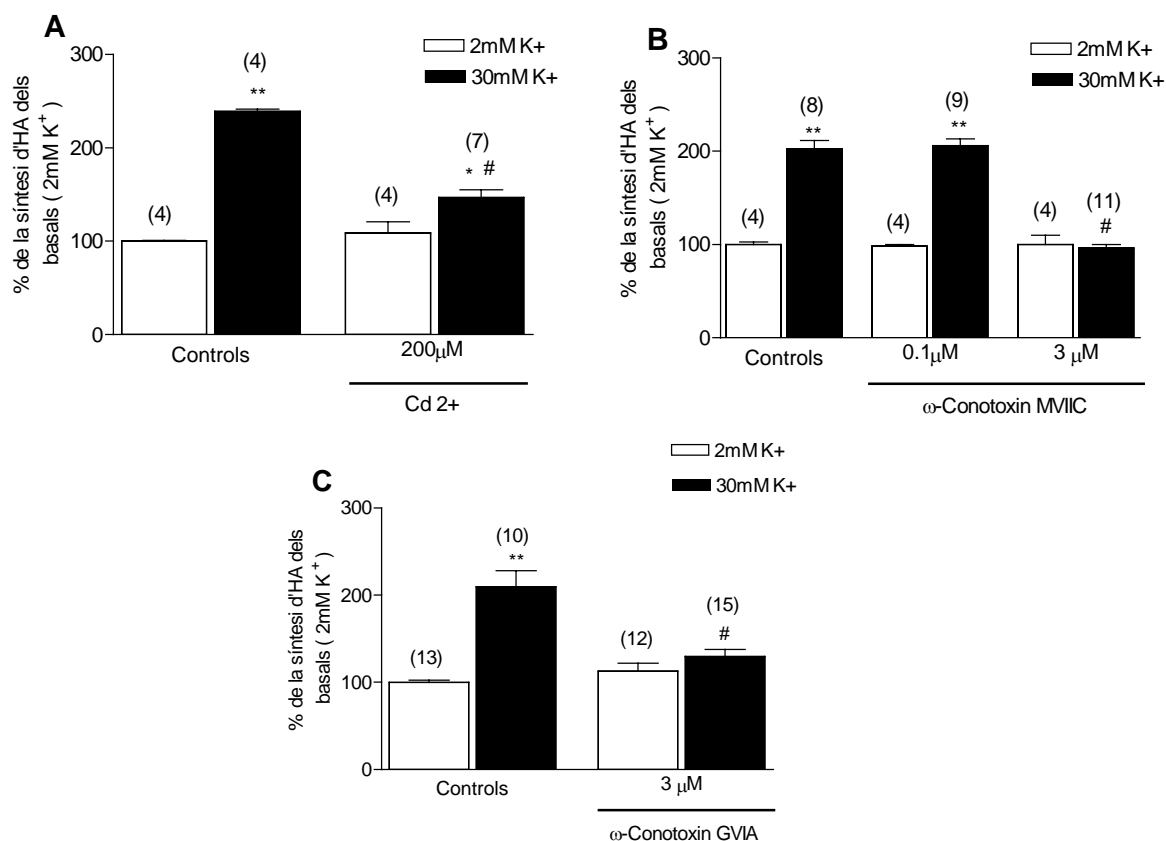 A
2mM K+
30mM K+
% de la síntesi d'HA dels
basals ( 2mM K+ )
300
200
100
0
(4)
(4)
**
(4)
(7)
* #
Controls
200μM
Cd 2+
B
2mM K+
30mM K+
% de la síntesi d'HA dels
basals ( 2mM K+ )
300
200
100
0
(4)
(8)
**
(4)
(9)
**
(4)
(11)
#
Controls
0.1μM
3 μM
ω-Conotoxin MVIIC
C
2mM K+
30mM K+
% de la síntesi d'HA dels
basals ( 2mM K+ )
300
200
100
0
(13)
(10)
**
(12)
(15)
#
Controls
3 μM
ω-Conotoxin GVIA